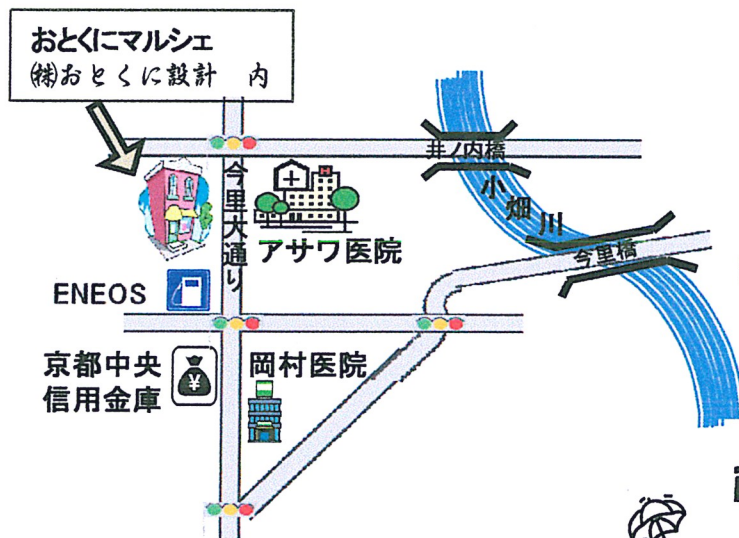 おとくにマルシェ
㈱おとくに設計 内
井ノ内橋
小畑川
今里大通り
アサワ医院
今里橋
ENEOS
京都中央
信用金庫
¥
岡村医院